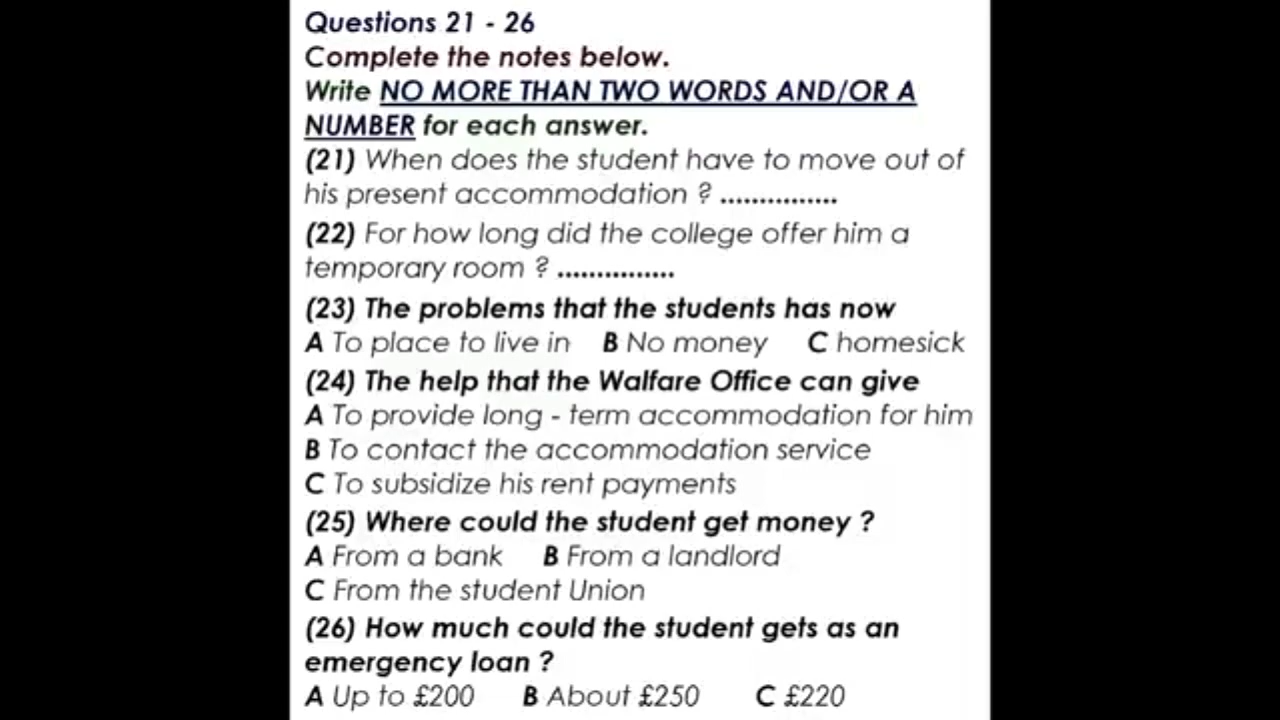 Questions 21 - 26
Complete the notes below.
Write NO MORE THAN TWO WORDS AND/OR A
NUMBER for each answer.
(21) When does the student have to move out of
his present accommodation ? ...............
(22) For how long did the college offer him a
temporary room ? ...............
(23) The problems that the students has now
A To place to live in B No money C homesick
(24) The help that the Walfare Office can give
A To provide long - term accommodation for him
B To contact the accommodation service
C To subsidize his rent payments
(25) Where could the student get money ?
A From a bank B From a landlord
C From the student Union
(26) How much could the student gets as an
emergency loan ?
A Up to £200 B About £250 C £220